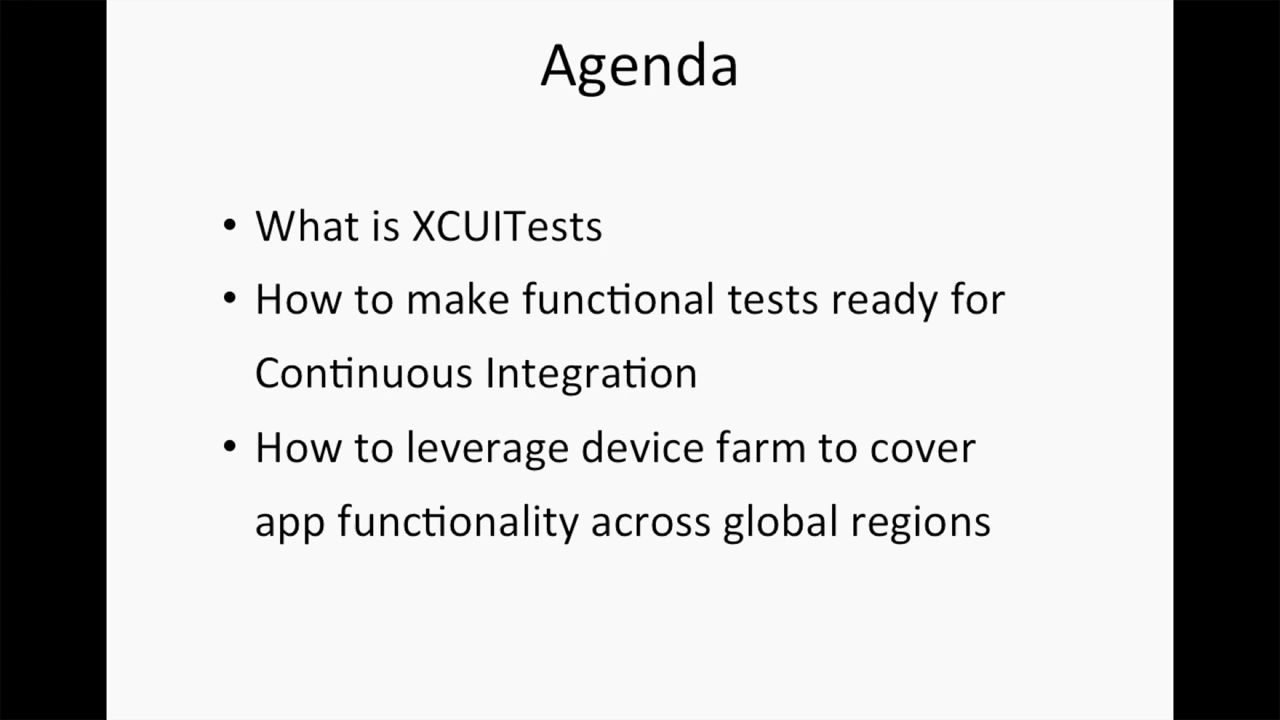 Agenda
• What is XCUITests
• How to make functional tests ready for
Continuous Integration
• How to leverage device farm to cover
app functionality across global regions